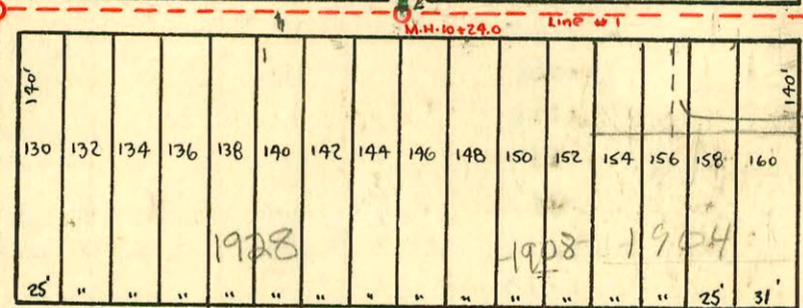 Line #1
M.H. 10+24.0
140' 140'
130 132 134 136 138 140 142 144 146 148 150 152 154 156 158 160
1928 1908 1904
25' " " " " " " " " " " " " " 25' 31'